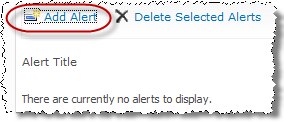 Add Alert Delete Selected Alerts
Alert Title
There are currently no alerts to display.